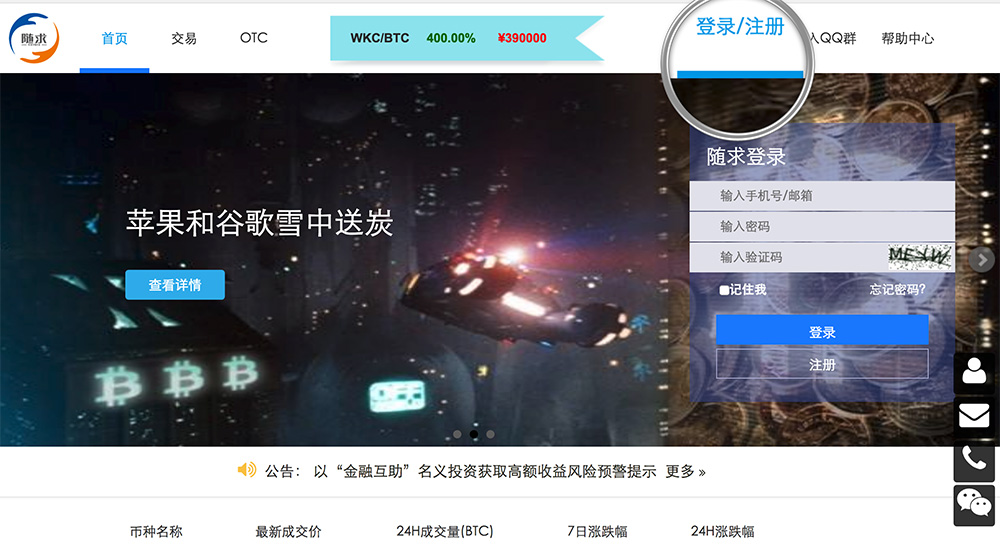 随求
首页
交易
OTC
WKC/BTC 400.00% ¥390000
登录/注册
入QQ群
帮助中心
随求登录
输入手机号/邮箱
输入密码
输入验证码
苹果和谷歌雪中送炭
查看详情
记住我
忘记密码?
登录
注册
公告： 以“金融互助”名义投资获取高额收益风险预警提示 更多 »
币种名称
最新成交价
24H成交量(BTC)
7日涨跌幅
24H涨跌幅